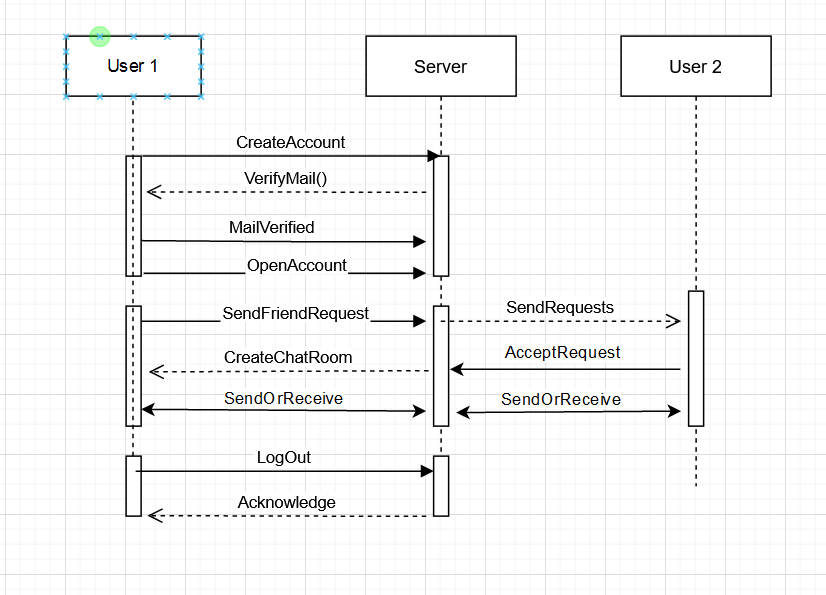 User 1
Server
User 2
CreateAccount
VerifyMail()
MailVerified
OpenAccount
SendFriendRequest
SendRequests
CreateChatRoom
AcceptRequest
SendOrReceive
SendOrReceive
LogOut
Acknowledge